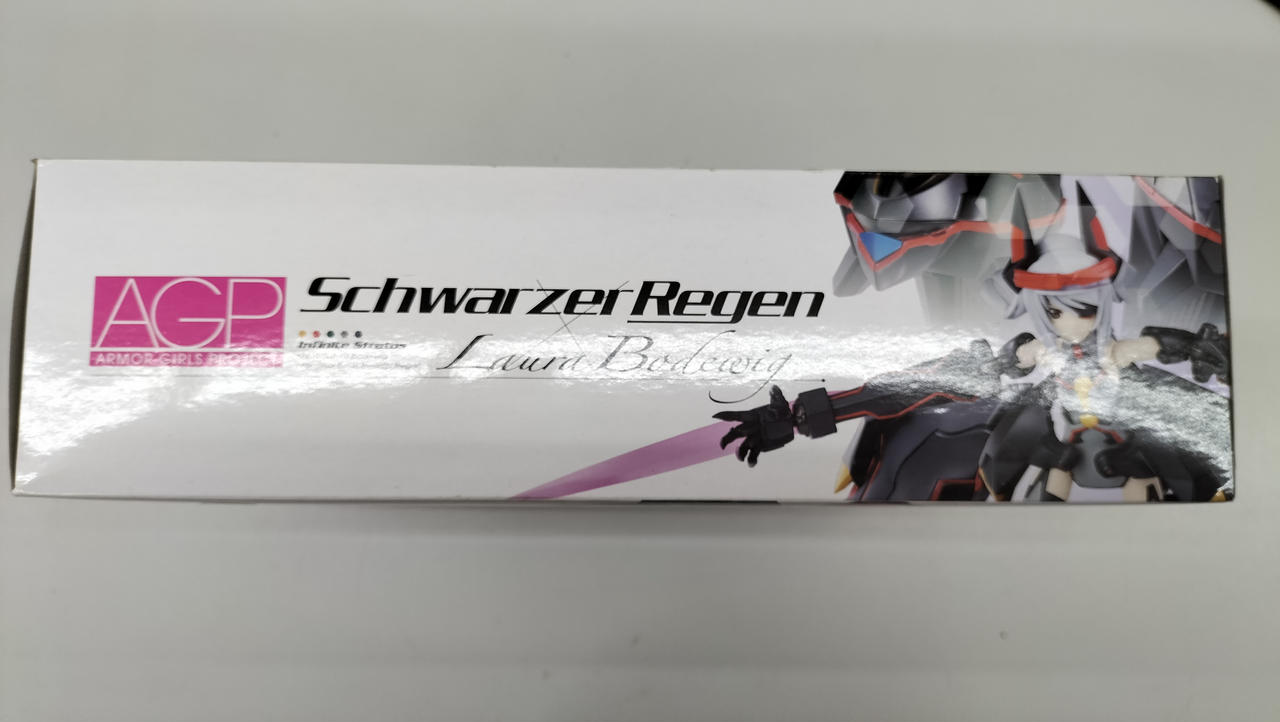 AGP
ARMOR GIRLS PROJECT
Schwarzer Regen
×
Infinite Stratos
Laura Bodewig